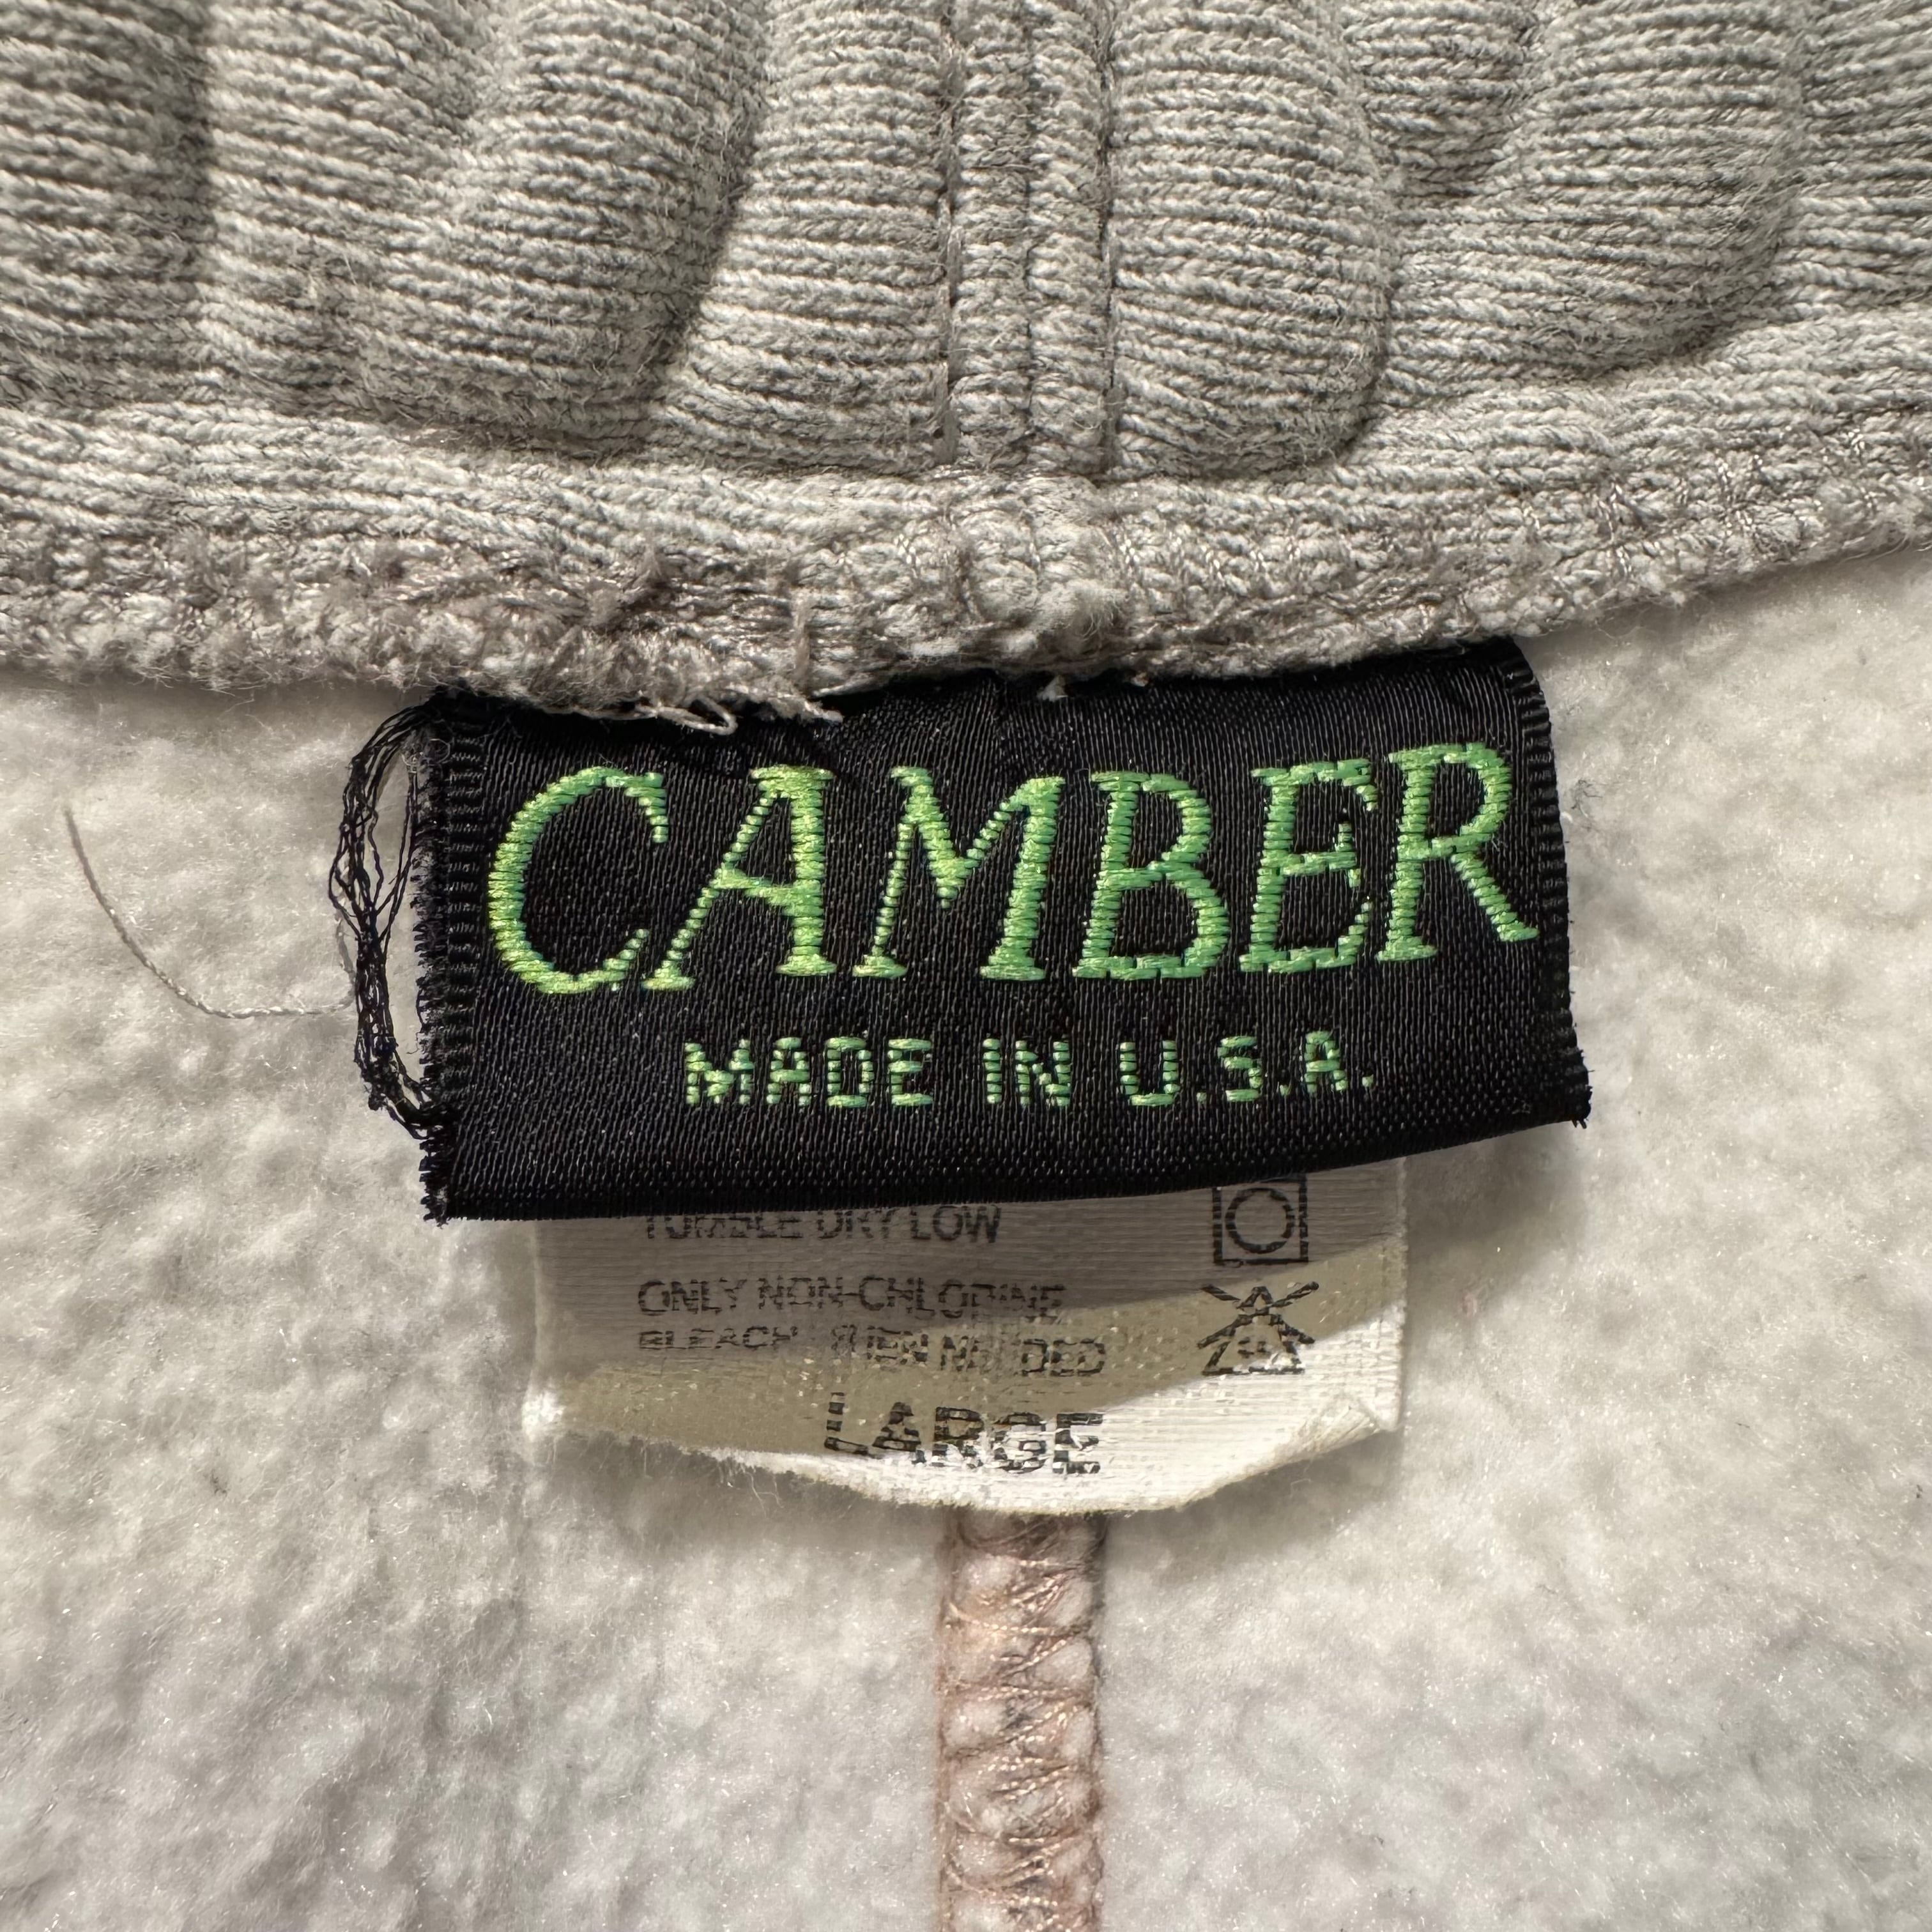 CAMBER
MADE IN U.S.A.
TUMBLE DRY LOW
ONLY NON-CHLORINE
BLEACH WHEN NEEDED
LARGE